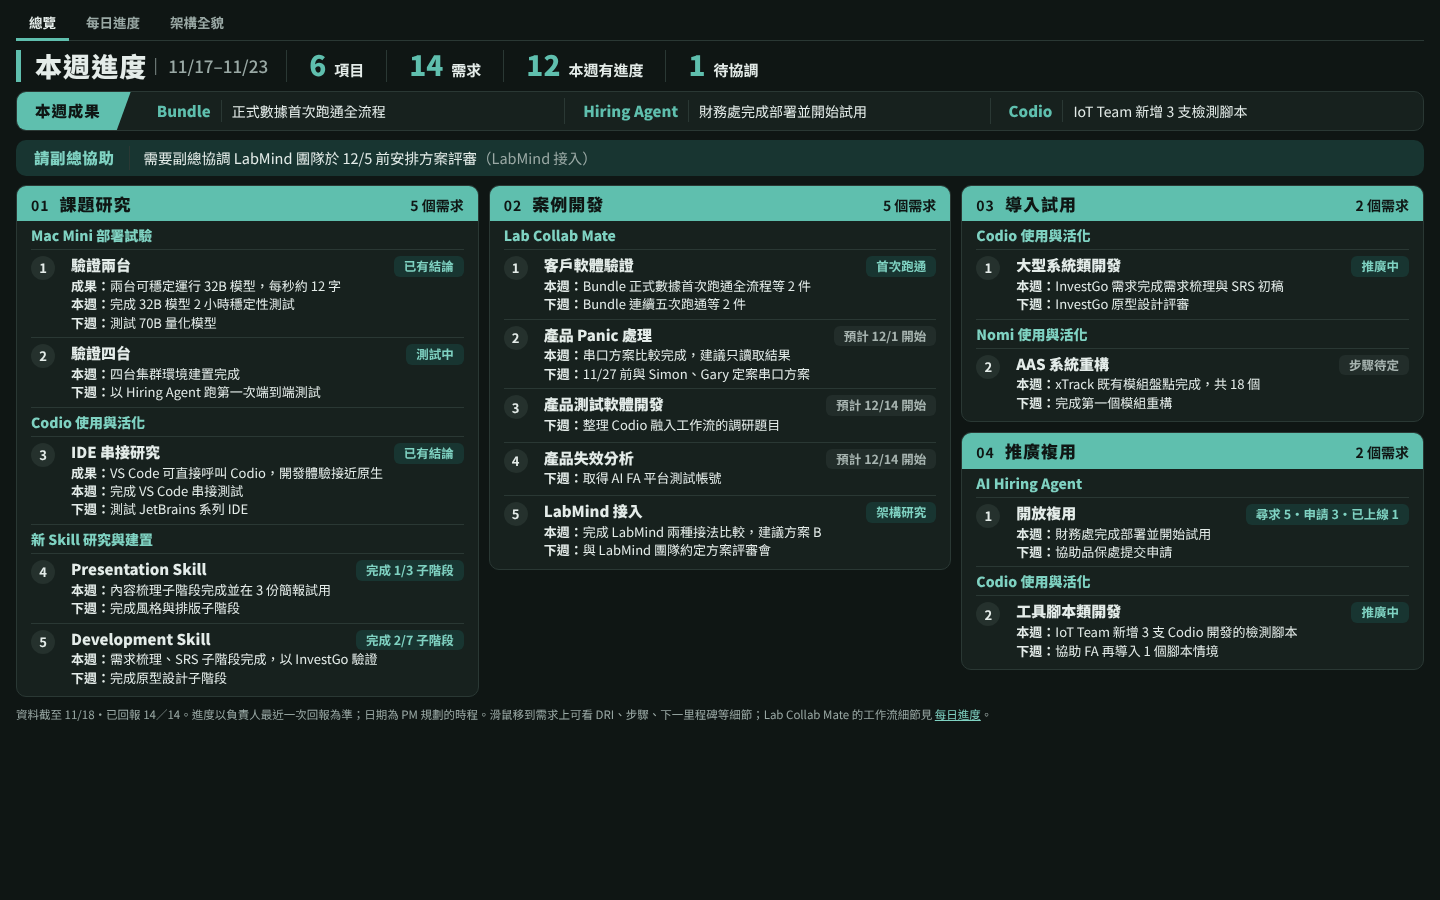 總覽 每日進度 架構全貌
本週進度 | 11/17–11/23 6 項目 14 需求 12 本週有進度 1 待協調
本週成果 Bundle 正式數據首次跑通全流程 Hiring Agent 財務處完成部署並開始試用 Codio IoT Team 新增 3 支檢測腳本
請副總協助 需要副總協調 LabMind 團隊於 12/5 前安排方案評審（LabMind 接入）
01 課題研究 5 個需求
Mac Mini 部署試驗
1 驗證兩台 已有結論
成果：兩台可穩定運行 32B 模型，每秒約 12 字
本週：完成 32B 模型 2 小時穩定性測試
下週：測試 70B 量化模型
2 驗證四台 測試中
本週：四台集群環境建置完成
下週：以 Hiring Agent 跑第一次端到端測試
Codio 使用與活化
3 IDE 串接研究 已有結論
成果：VS Code 可直接呼叫 Codio，開發體驗接近原生
本週：完成 VS Code 串接測試
下週：測試 JetBrains 系列 IDE
新 Skill 研究與建置
4 Presentation Skill 完成 1/3 子階段
本週：內容梳理子階段完成並在 3 份簡報試用
下週：完成風格與排版子階段
5 Development Skill 完成 2/7 子階段
本週：需求梳理、SRS 子階段完成，以 InvestGo 驗證
下週：完成原型設計子階段
02 案例開發 5 個需求
Lab Collab Mate
1 客戶軟體驗證 首次跑通
本週：Bundle 正式數據首次跑通全流程等 2 件
下週：Bundle 連續五次跑通等 2 件
2 產品 Panic 處理 預計 12/1 開始
本週：串口方案比較完成，建議只讀取結果
下週：11/27 前與 Simon、Gary 定案串口方案
3 產品測試軟體開發 預計 12/14 開始
下週：整理 Codio 融入工作流的調研題目
4 產品失效分析 預計 12/14 開始
下週：取得 AI FA 平台測試帳號
5 LabMind 接入 架構研究
本週：完成 LabMind 兩種接法比較，建議方案 B
下週：與 LabMind 團隊約定方案評審會
03 導入試用 2 個需求
Codio 使用與活化
1 大型系統類開發 推廣中
本週：InvestGo 需求完成需求梳理與 SRS 初稿
下週：InvestGo 原型設計評審
Nomi 使用與活化
2 AAS 系統重構 步驟待定
本週：xTrack 既有模組盤點完成，共 18 個
下週：完成第一個模組重構
04 推廣複用 2 個需求
AI Hiring Agent
1 開放複用 尋求 5・申請 3・已上線 1
本週：財務處完成部署並開始試用
下週：協助品保處提交申請
Codio 使用與活化
2 工具腳本類開發 推廣中
本週：IoT Team 新增 3 支 Codio 開發的檢測腳本
下週：協助 FA 再導入 1 個腳本情境
資料截至 11/18・已回報 14／14。進度以負責人最近一次回報為準；日期為 PM 規劃的時程。滑鼠移到需求上可看 DRI、步驟、下一里程碑等細節；Lab Collab Mate 的工作流細節見 每日進度。